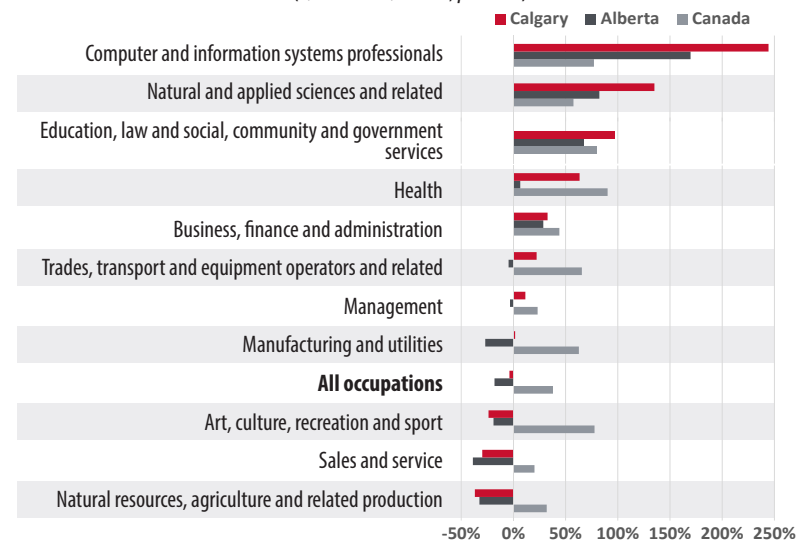 Calgary Alberta Canada
Computer and information systems professionals
Natural and applied sciences and related
Education, law and social, community and government
services
Health
Business, finance and administration
Trades, transport and equipment operators and related
Management
Manufacturing and utilities
All occupations
Art, culture, recreation and sport
Sales and service
Natural resources, agriculture and related production
-50% 0% 50% 100% 150% 200% 250%